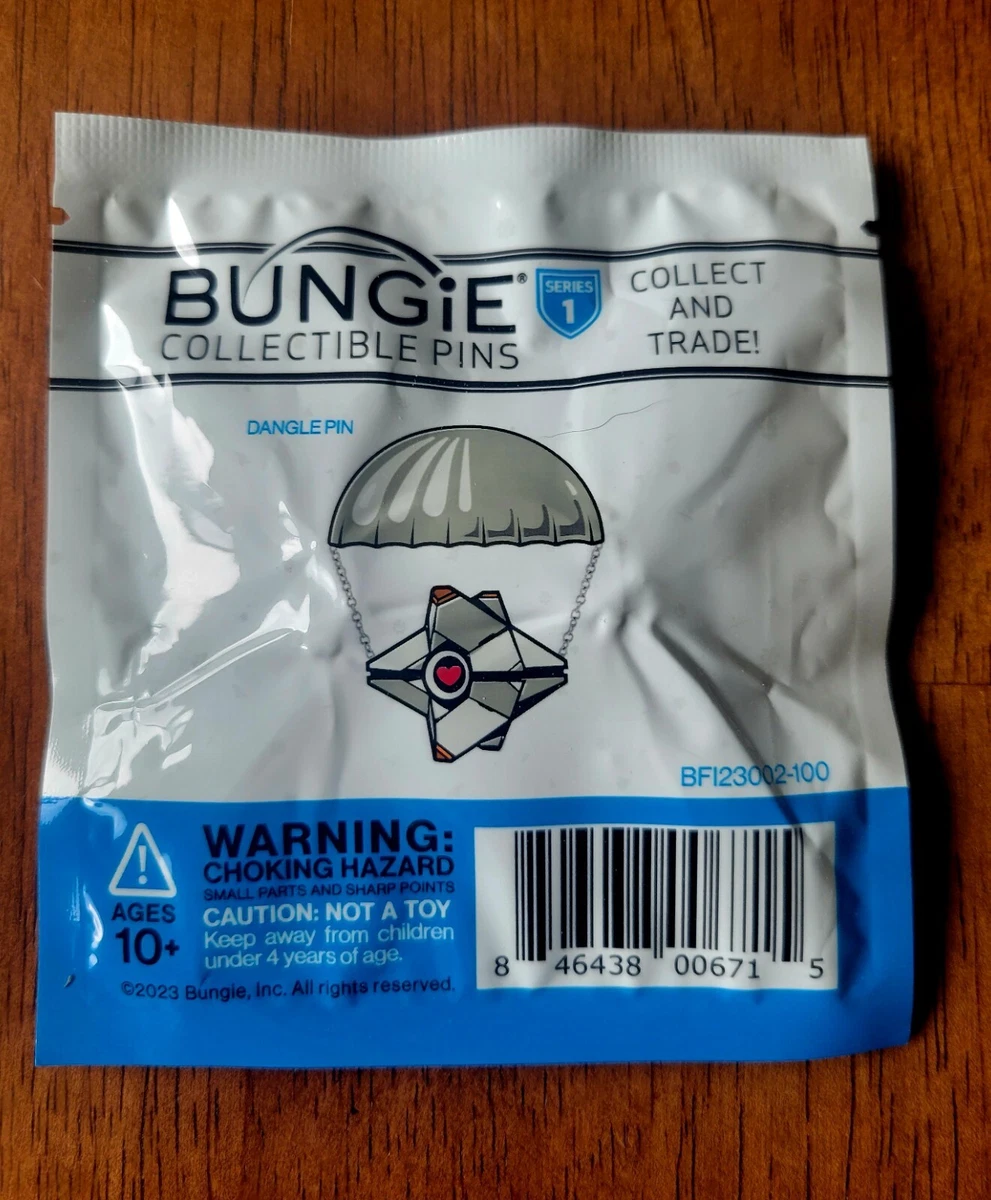 BUNGiE®
COLLECTIBLE PINS
SERIES
1
COLLECT
AND
TRADE!
DANGLE PIN
BFI23002-100
WARNING:
CHOKING HAZARD
SMALL PARTS AND SHARP POINTS
CAUTION: NOT A TOY
Keep away from children
under 4 years of age.
AGES
10+
©2023 Bungie, Inc. All rights reserved.
8 46438 00671 5